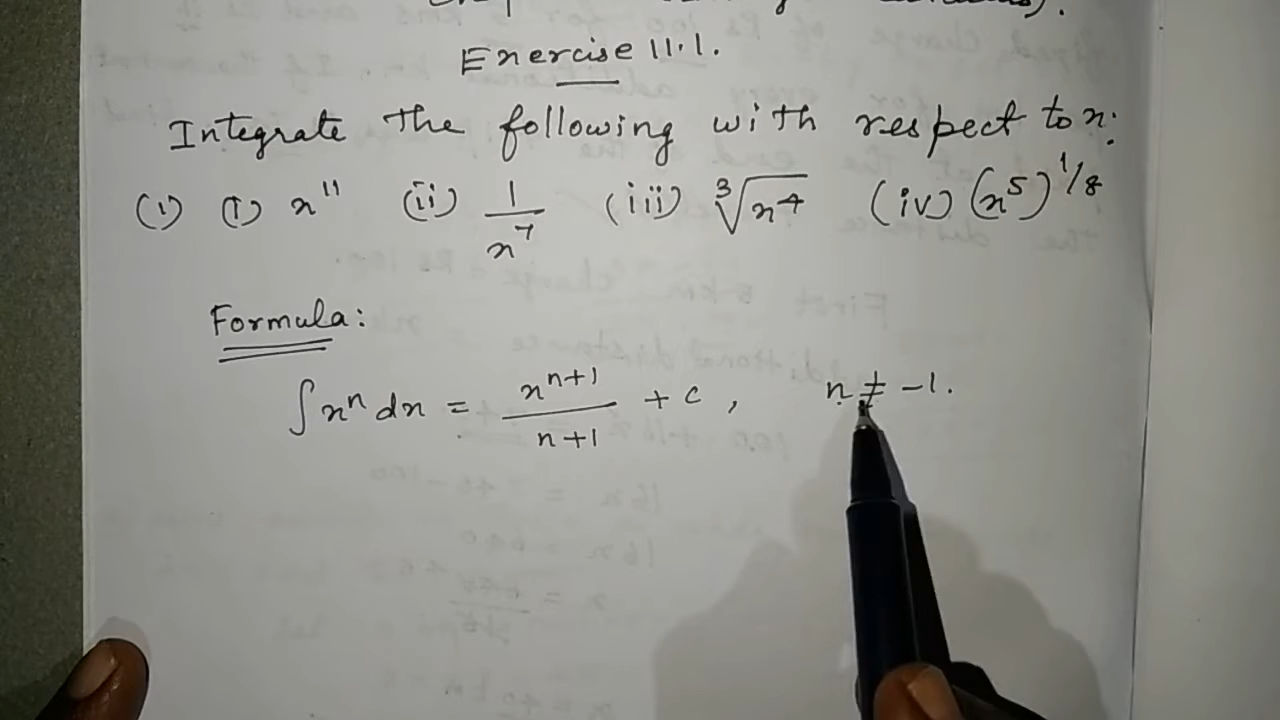 Exercise 11.1.
Integrate the following with respect to x:
(1) (i) x^11 (ii) 1/x^7 (iii) ∛(x^4) (iv) (x^5)^1/8
Formula:
∫x^n dx = x^(n+1)/(n+1) + c, n ≠ -1.